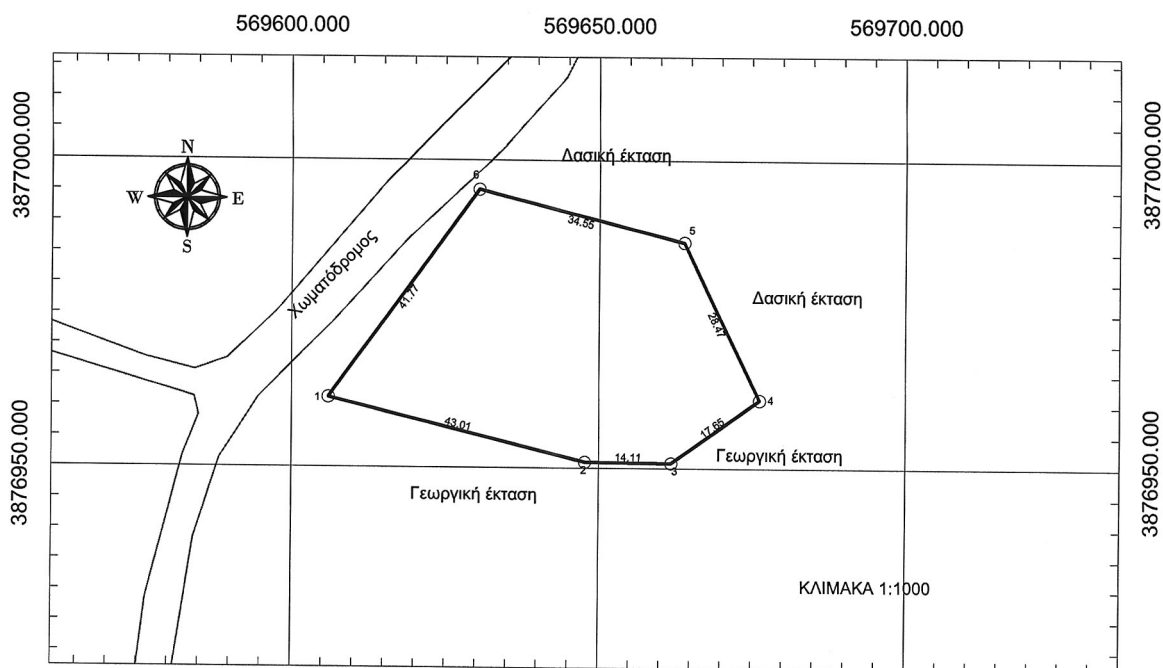 569600.000
569650.000
569700.000
3877000.000
3877000.000
N
W
E
S
Δασική έκταση
6
34.55
5
Χωματόδρομος
41.77
Δασική έκταση
28.47
1
4
43.01
17.65
3876950.000
3876950.000
2
14.11
3
Γεωργική έκταση
Γεωργική έκταση
ΚΛΙΜΑΚΑ 1:1000